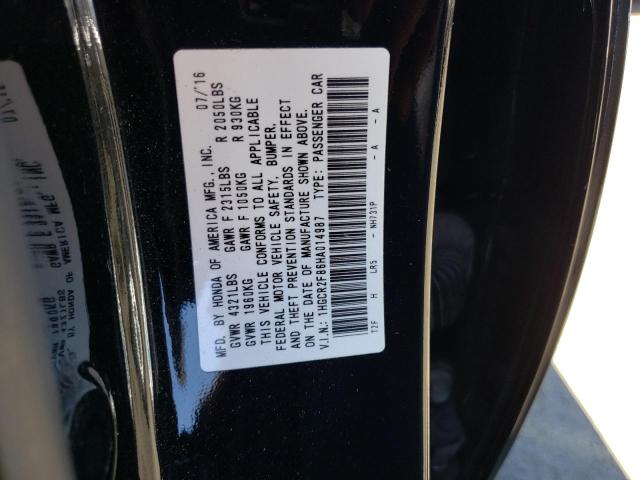 MFD. BY HONDA OF AMERICA MFG., INC. 07/'16
GVWR 4321LBS GAWR F 2315LBS R 2050LBS
GVWR 1960KG GAWR F 1050KG R 930KG
THIS VEHICLE CONFORMS TO ALL APPLICABLE
FEDERAL MOTOR VEHICLE SAFETY, BUMPER,
AND THEFT PREVENTION STANDARDS IN EFFECT
ON THE DATE OF MANUFACTURE SHOWN ABOVE.
V.I.N.: 1HGCR2F86HA014987 TYPE: PASSENGER CAR
T2F H LR5 - NH731P - A - A